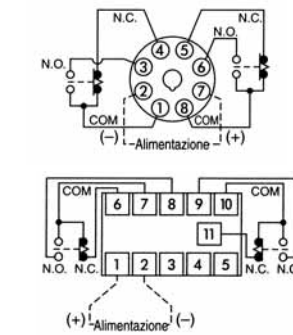 N.C. N.C.
4 5
N.O. 3 6 N.O.
2 7
1 8
COM COM
(-) Alimentazione (+)
COM COM
6 7 8 9 10
11
N.O. N.C. N.C. N.
1 2 3 4 5
(+) Alimentazione (-)